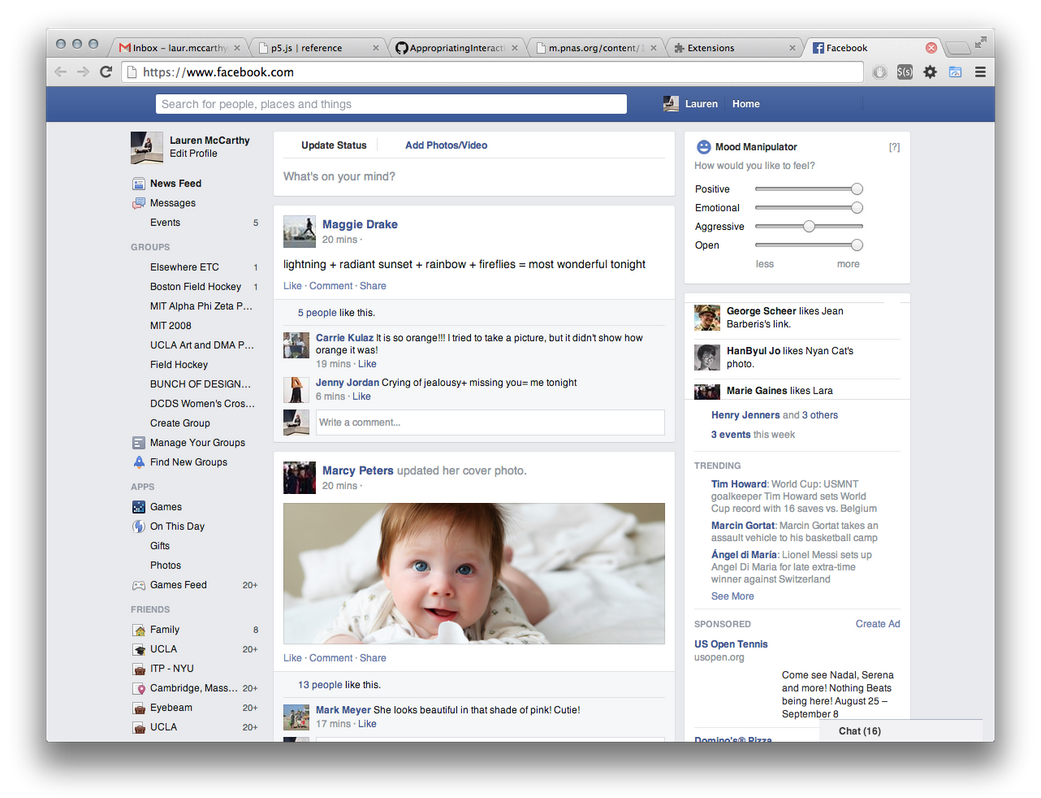 Inbox – laur.mccarthy
p5.js | reference
AppropriatingInteract
m.pnas.org/content/
Extensions
Facebook
https://www.facebook.com
$(s)
Search for people, places and things
Lauren
Home
Lauren McCarthy
Edit Profile
News Feed
Messages
Events 5
GROUPS
Elsewhere ETC 1
Boston Field Hockey 1
MIT Alpha Phi Zeta P...
MIT 2008
UCLA Art and DMA P...
Field Hockey
BUNCH OF DESIGN...
DCDS Women's Cros...
Create Group
Manage Your Groups
Find New Groups
APPS
Games
On This Day
Gifts
Photos
Games Feed 20+
FRIENDS
Family 8
UCLA 20+
ITP - NYU
Cambridge, Mass... 20+
Eyebeam 20+
UCLA 20+
Update Status
Add Photos/Video
What's on your mind?
Maggie Drake
20 mins ·
lightning + radiant sunset + rainbow + fireflies = most wonderful tonight
Like · Comment · Share
5 people like this.
Carrie Kulaz It is so orange!!! I tried to take a picture, but it didn't show how
orange it was!
19 mins · Like
Jenny Jordan Crying of jealousy+ missing you= me tonight
6 mins · Like
Write a comment...
Marcy Peters updated her cover photo.
20 mins ·
Like · Comment · Share
13 people like this.
Mark Meyer She looks beautiful in that shade of pink! Cutie!
17 mins · Like
Mood Manipulator [?]
How would you like to feel?
Positive
Emotional
Aggressive
Open
less more
George Scheer likes Jean
Barberis's link.
HanByul Jo likes Nyan Cat's
photo.
Marie Gaines likes Lara
Henry Jenners and 3 others
3 events this week
TRENDING
Tim Howard: World Cup: USMNT
goalkeeper Tim Howard sets World
Cup record with 16 saves vs. Belgium
Marcin Gortat: Marcin Gortat takes an
assault vehicle to his basketball camp
Ángel di María: Lionel Messi sets up
Angel Di Maria for late extra-time
winner against Switzerland
See More
SPONSORED Create Ad
US Open Tennis
usopen.org
Come see Nadal, Serena
and more! Nothing Beats
being here! August 25 –
September 8
Domino's® Pizza
Chat (16)